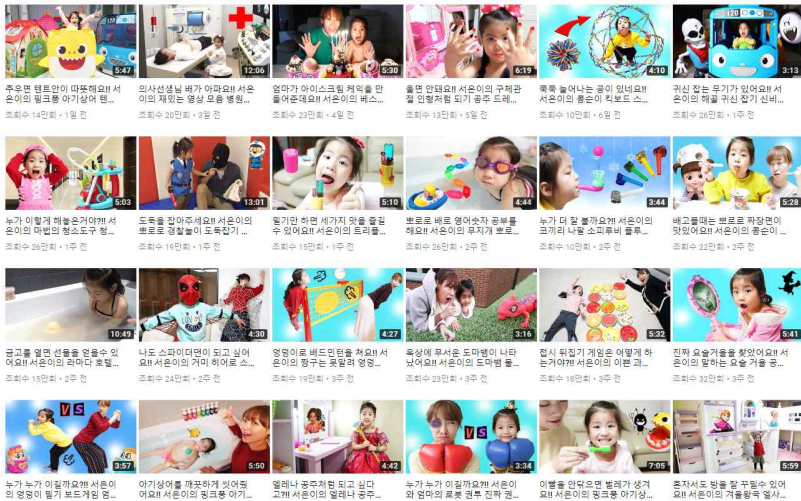 5:47
12:06
5:30
6:19
4:10
3:13
추우면 텐트안이 따뜻해요!! 서은
이의 핑크퐁 아기상어 텐...
조회수 14만회 • 1일 전
의사선생님 배가 아파요!! 서은
이의 재밌는 영상 모음 병원...
조회수 20만회 • 3일 전
엄마가 아이스크림 케익을 만
들어준데요!! 서은이의 베스...
조회수 23만회 • 4일 전
울면 안돼요!! 서은이의 구체관
절 인형처럼 되기 공주 드레...
조회수 13만회 • 5일 전
쭉쭉 늘어나는 공이 있네요!!
서은이의 콩순이 킥보드 스...
조회수 10만회 • 6일 전
귀신 잡는 무기가 있어요!! 서
은이의 해골 귀신 잡기 신비...
조회수 26만회 • 1주 전
5:03
13:01
5:10
4:44
3:44
5:28
누가 이렇게 해놓은거야?!! 서
은이의 마법의 청소도구 청...
조회수 26만회 • 1주 전
도둑을 잡아주세요!! 서은이의
뽀로로 경찰놀이 도둑잡기 ...
조회수 19만회 • 1주 전
밀기만 하면 세가지 맛을 즐길
수 있어요!! 서은이의 트리플...
조회수 15만회 • 1주 전
뽀로로 배로 영어숫자 공부를
해요!! 서은이의 무지개 뽀로...
조회수 26만회 • 2주 전
누가 더 잘 불까요?!! 서은이의
코끼리 나팔 소피루비 플루...
조회수 10만회 • 2주 전
배고플때는 뽀로로 짜장면이
맛있어요!! 서은이의 콩순이 ...
조회수 22만회 • 2주 전
10:49
4:30
4:27
3:16
5:32
5:41
금고를 열면 선물을 얻을수 있
어요!! 서은이의 라마다 호텔...
조회수 15만회 • 2주 전
나도 스파이더맨이 되고 싶어
요!! 서은이의 거미 히어로 스...
조회수 24만회 • 2주 전
엉덩이로 배드민턴을 쳐요!! 서
은이의 짱구는 못말려 엉덩...
조회수 19만회 • 3주 전
옥상에 무서운 도마뱀이 나타
났어요!! 서은이의 도마뱀 물...
조회수 23만회 • 3주 전
접시 뒤집기 게임은 어떻게 하
는거야?!! 서은이의 이쁜 과...
조회수 18만회 • 3주 전
진짜 요술거울을 찾았어요!! 서
은이의 말하는 요술 거울 공...
조회수 32만회 • 3주 전
VS
3:57
5:50
4:42
VS
3:34
7:05
5:59
누가 누가 이길까요?!! 서은이
의 엉덩이 밀기 보드게임 엄...
아기상어를 깨끗하게 씻어줬
어요!! 서은이의 핑크퐁 아기...
엘레나 공주처럼 되고 싶다
고?!! 서은이의 엘레나 공주...
누가 누가 이길까요?!! 서은이
와 엄마의 로봇 권투 진짜 권...
이빨을 안닦으면 벌레가 생겨
요!! 서은이의 핑크퐁 아기상...
혼자서도 방을 잘 꾸밀수 있어
요!! 서은이의 겨울왕국 엘사...